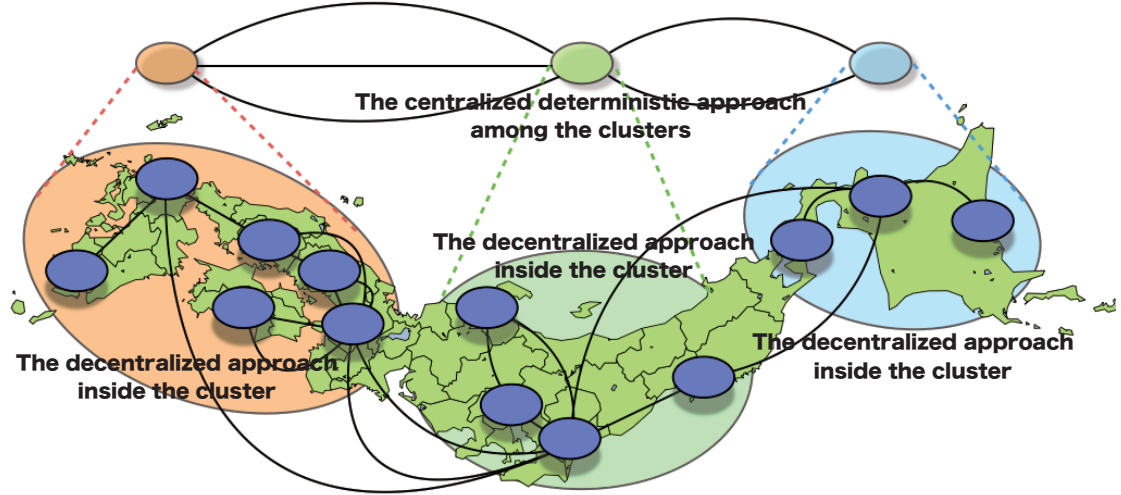 The centralized deterministic approach
among the clusters
The decentralized approach
inside the cluster
The decentralized approach
inside the cluster
The decentralized approach
inside the cluster